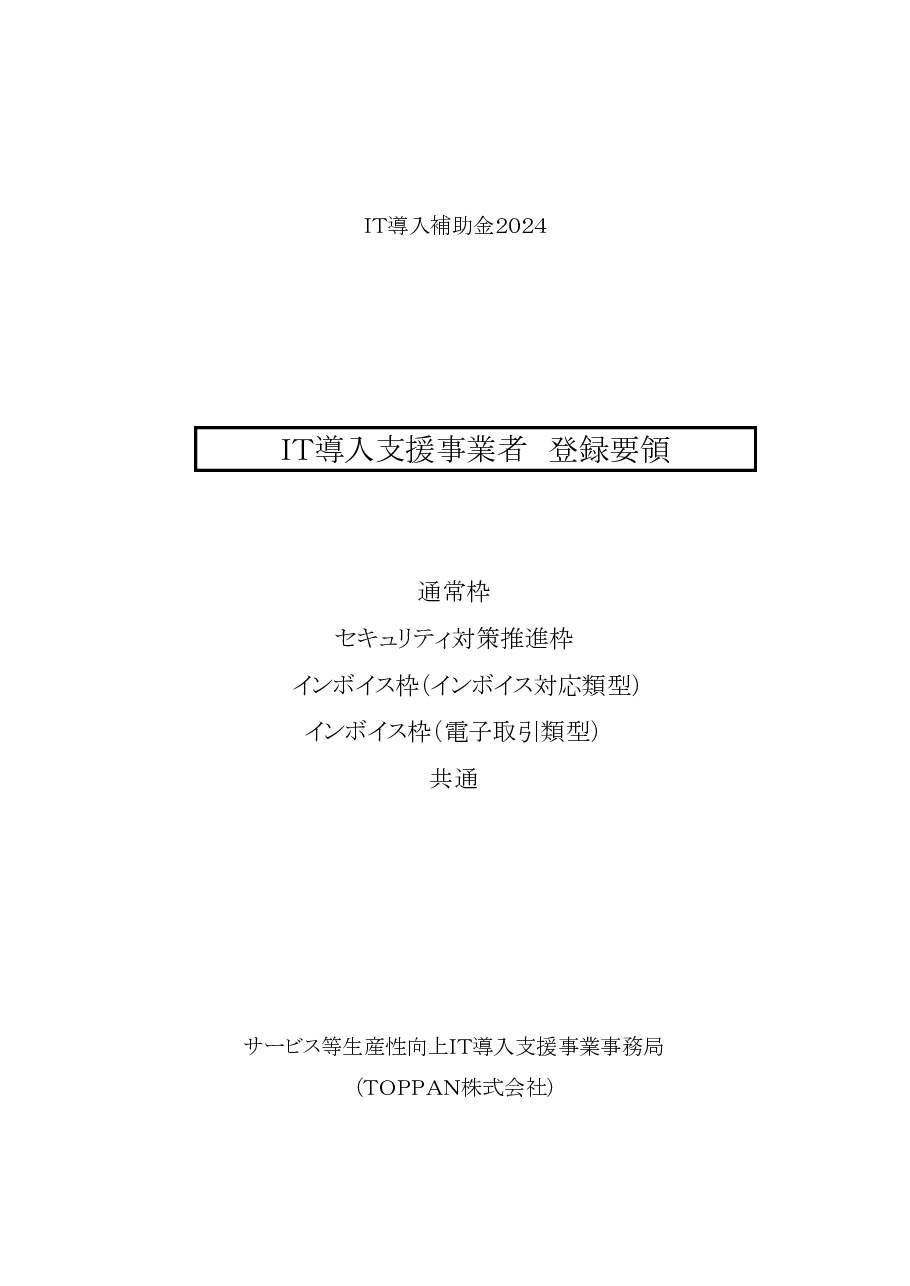 IT導入補助金2024
IT導入支援事業者　登録要領
通常枠
セキュリティ対策推進枠
インボイス枠（インボイス対応類型）
インボイス枠（電子取引類型）
共通
サービス等生産性向上IT導入支援事業事務局
（TOPPAN株式会社）